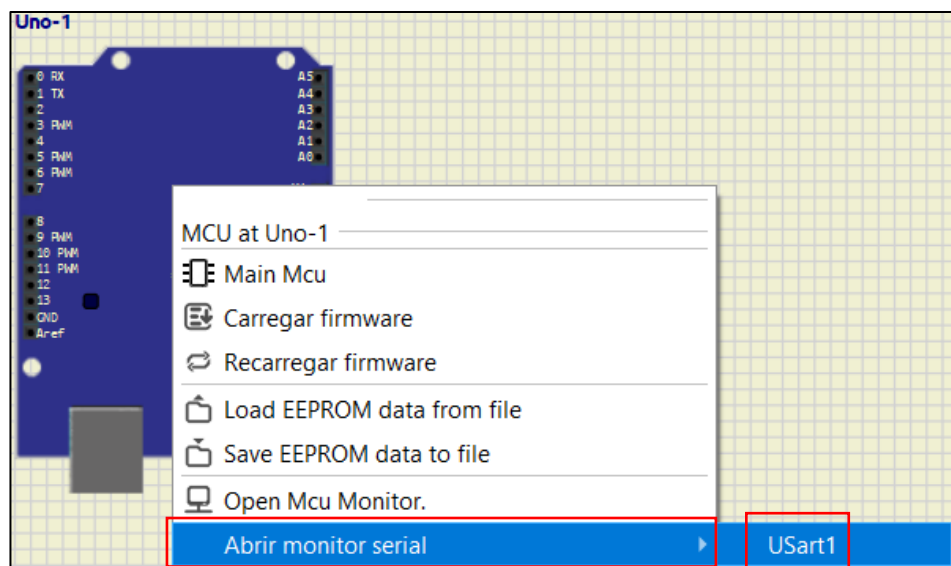 Uno-1
0 RX
1 TX
2
3 PWM
4
5 PWM
6 PWM
7
8
9 PWM
10 PWM
11 PWM
12
13
GND
Aref
A5
A4
A3
A2
A1
A0
MCU at Uno-1
Main Mcu
Carregar firmware
Recarregar firmware
Load EEPROM data from file
Save EEPROM data to file
Open Mcu Monitor.
Abrir monitor serial
USart1